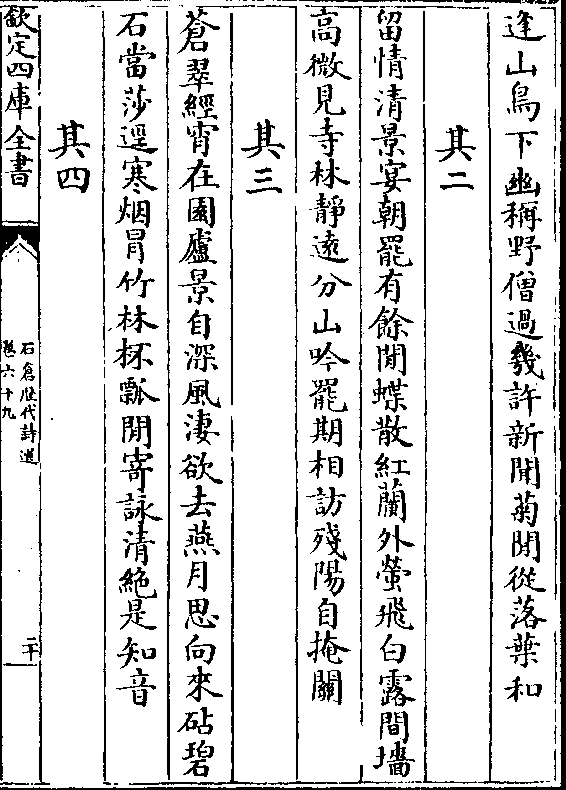 逢山鳥下幽稱野僧過幾許新聞菊聞從落葉和
其二
留情清景宴朝罷有餘閒蝶散紅蘭外螢飛白露間墻
高微見寺林靜遠分山吟罷期相訪殘陽自掩關
其三
蒼翠經宵在園廬景自深風淒欲去燕月思向來砧碧
石當莎逕寒烟冐竹林杯瓢閒寄詠清絶是知音
其四
欽定四庫全書
石倉歴代詩選
卷六十九
二十